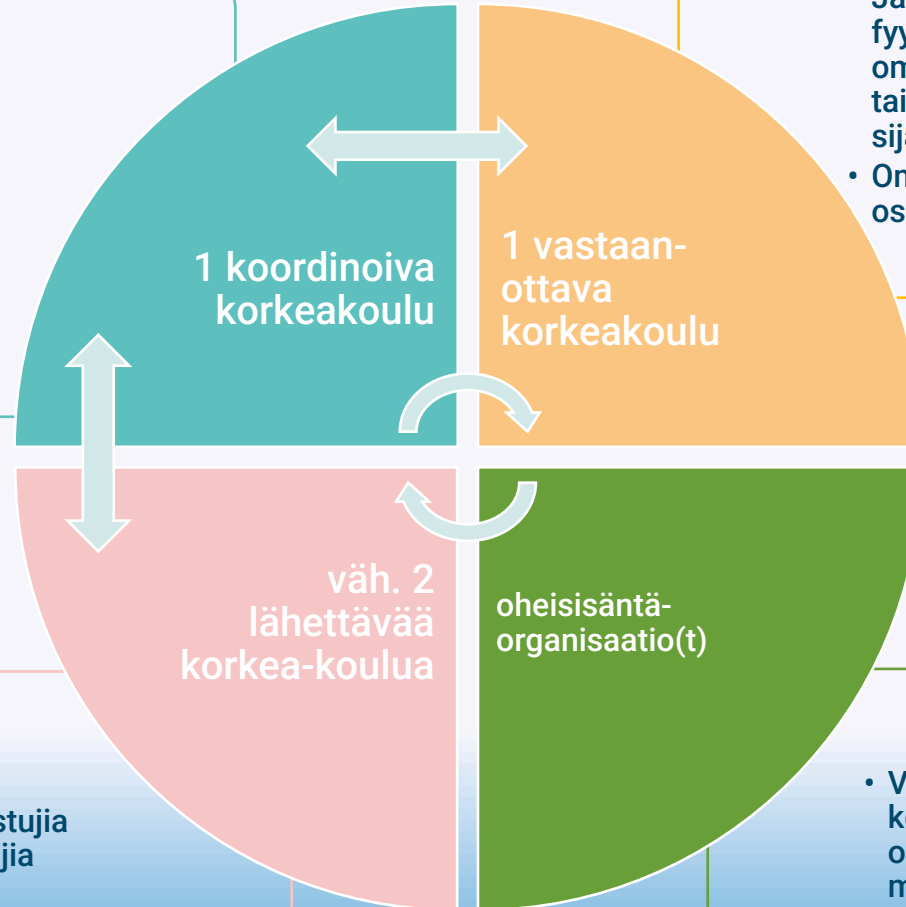 1 koordinoiva
korkeakoulu
1 vastaan-
ottava
korkeakoulu
väh. 2
lähettävää
korkea-koulua
oheisisäntä-
organisaatio(t)